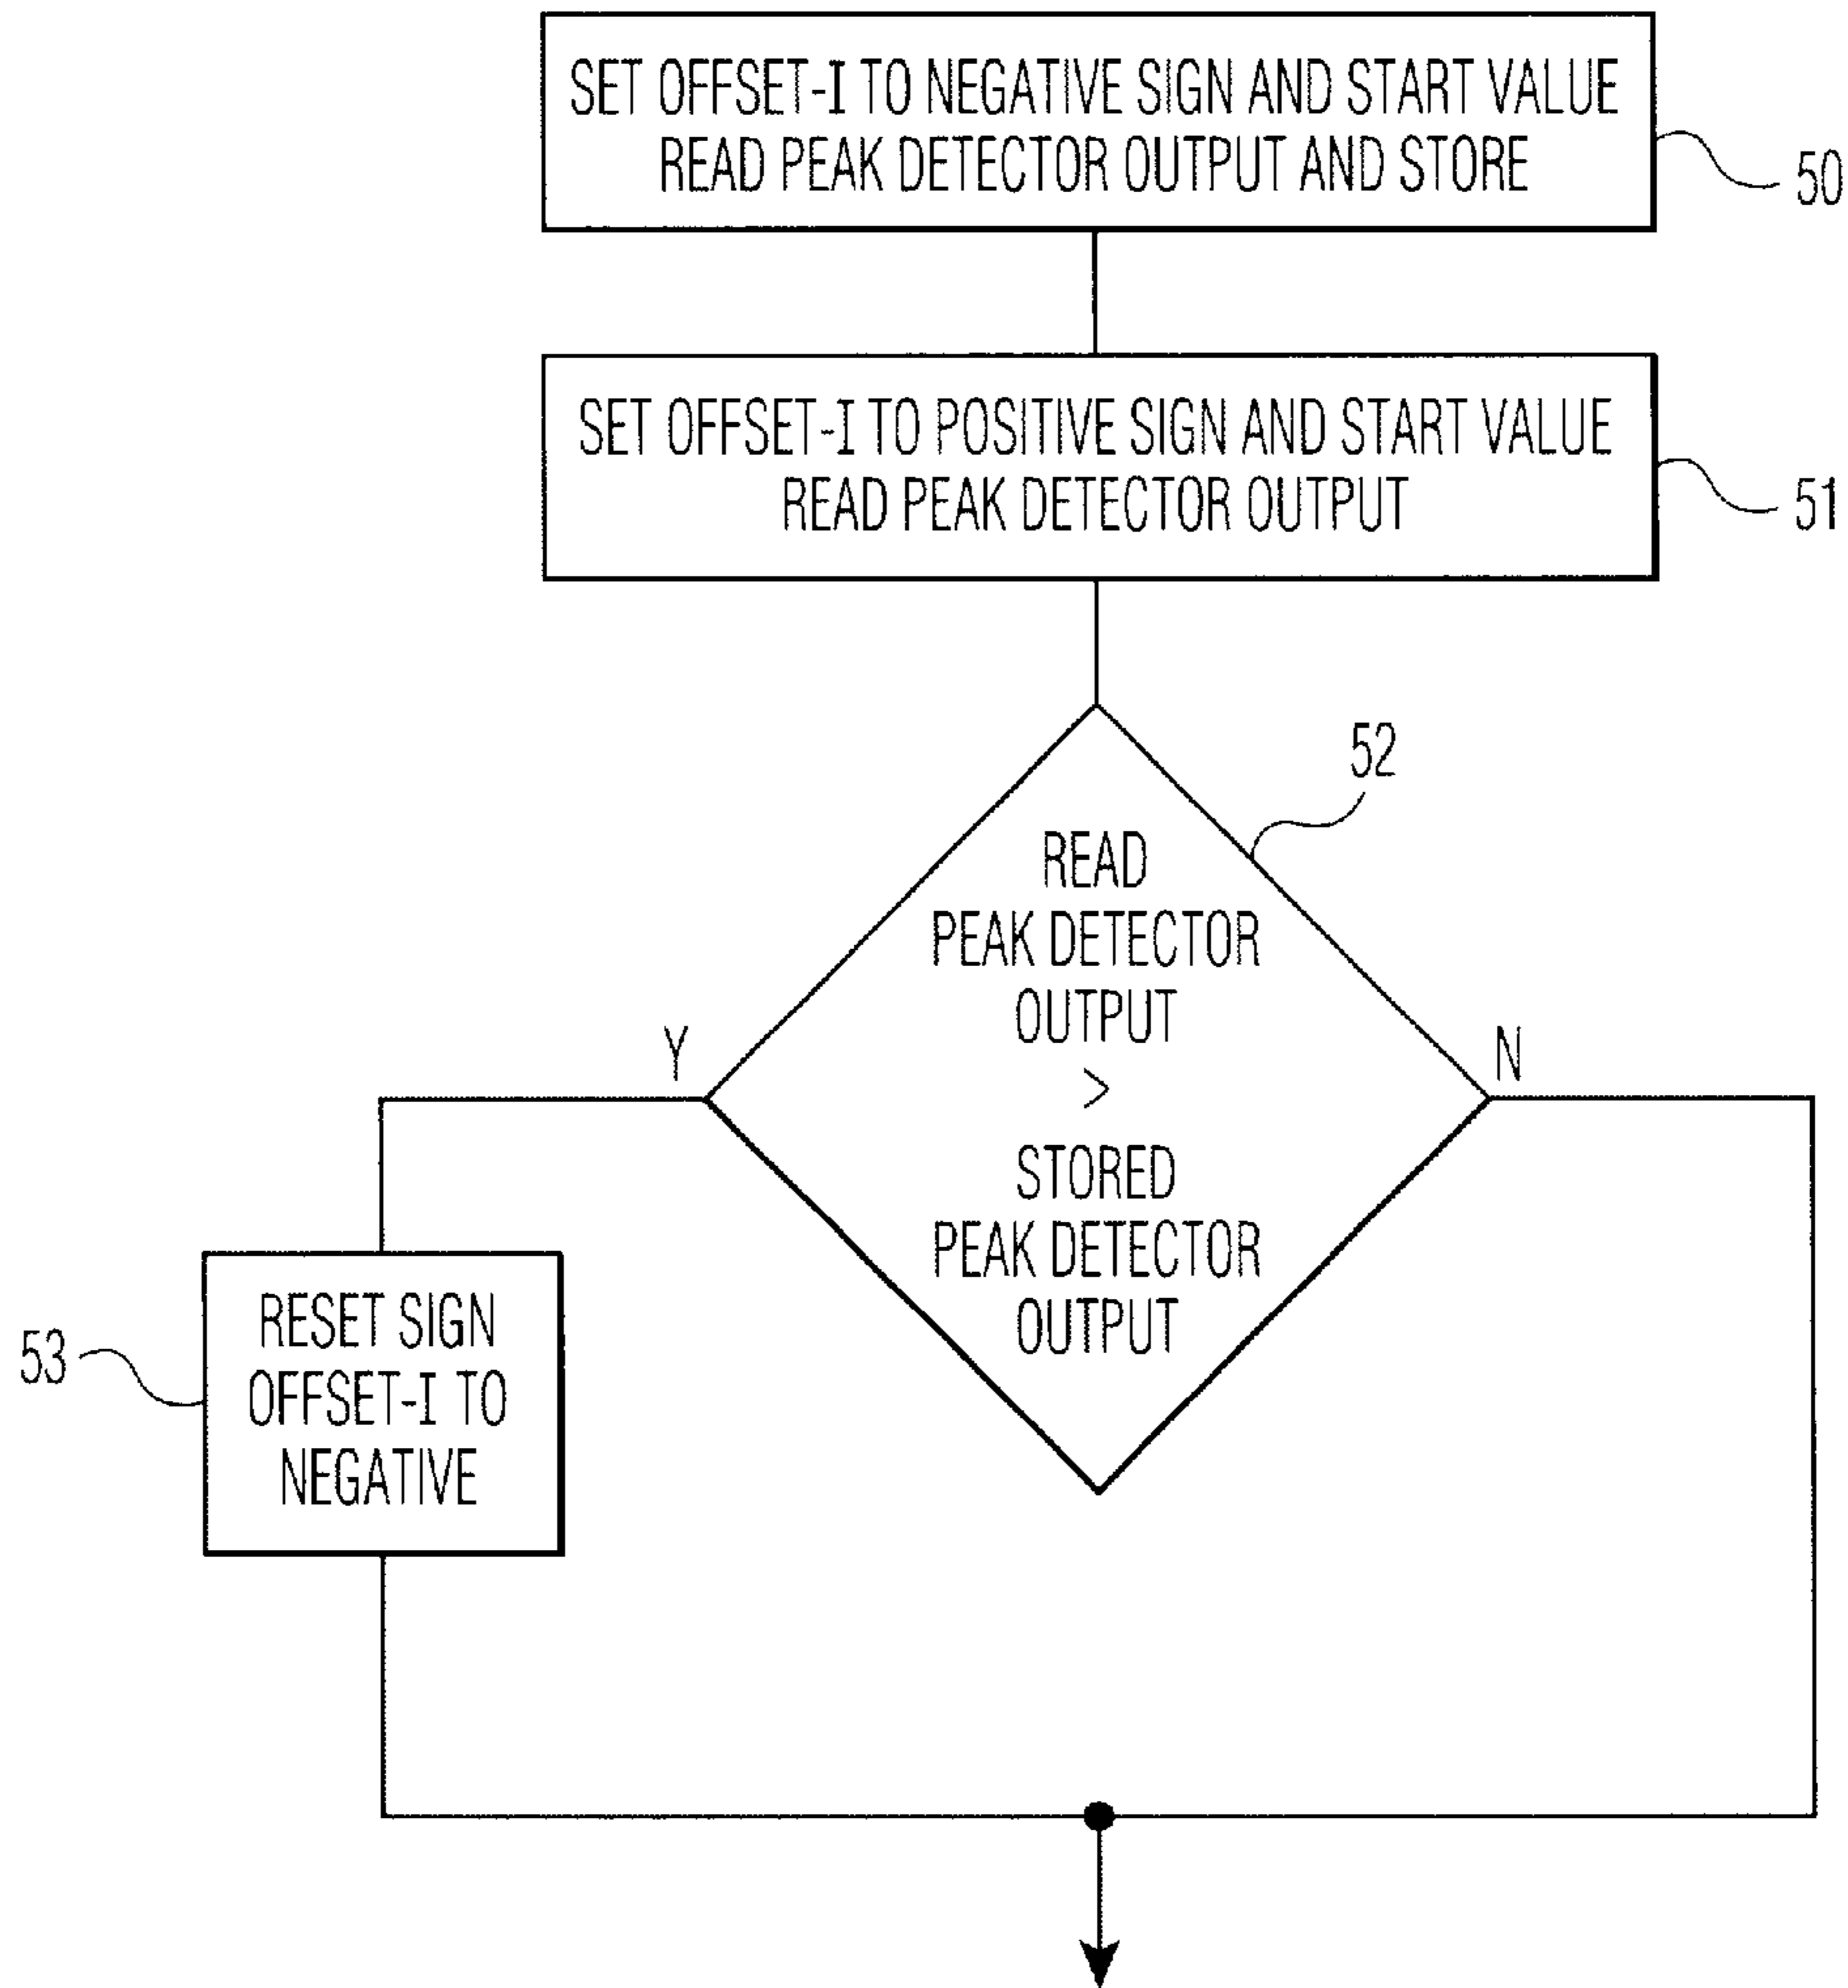 SET OFFSET-I TO NEGATIVE SIGN AND START VALUE
READ PEAK DETECTOR OUTPUT AND STORE
50
SET OFFSET-I TO POSITIVE SIGN AND START VALUE
READ PEAK DETECTOR OUTPUT
51
52
READ
PEAK DETECTOR
OUTPUT
>
STORED
PEAK DETECTOR
OUTPUT
Y
N
53
RESET SIGN
OFFSET-I TO
NEGATIVE